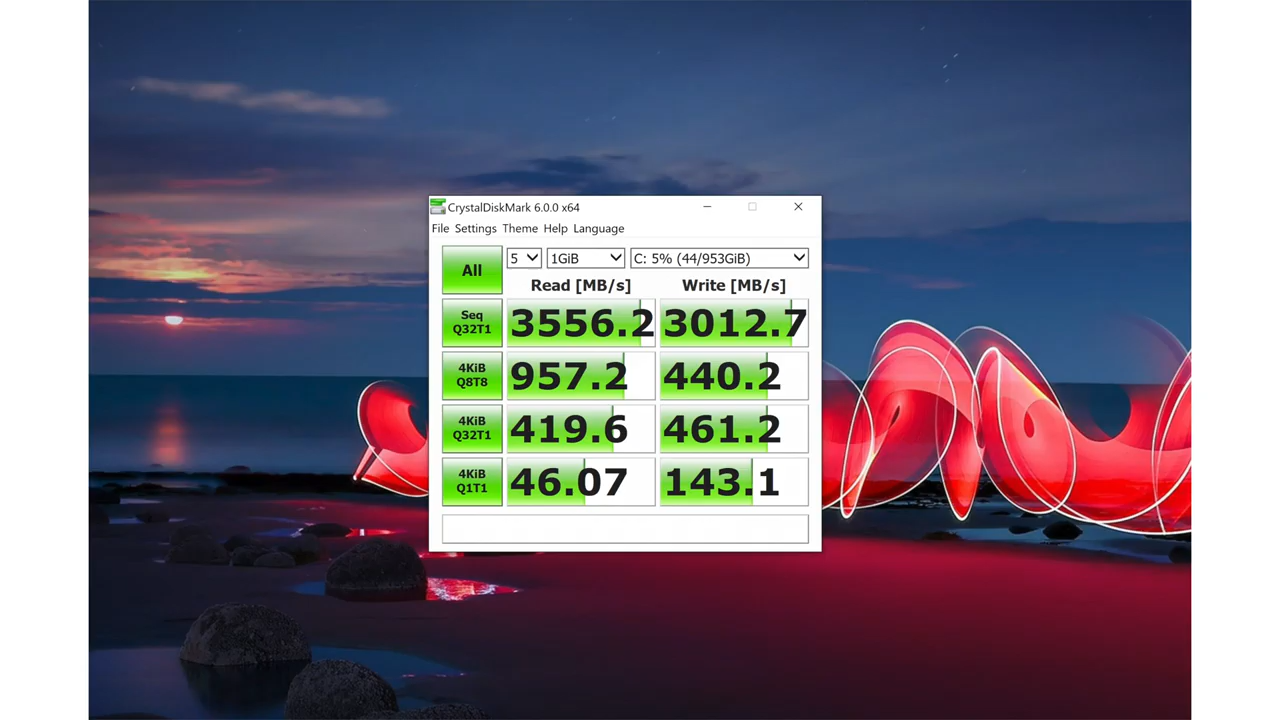 CrystalDiskMark 6.0.0 x64
File Settings Theme Help Language
All 5 1GiB C: 5% (44/953GiB)
Read [MB/s] Write [MB/s]
Seq
Q32T1 3556.2 3012.7
4KiB
Q8T8 957.2 440.2
4KiB
Q32T1 419.6 461.2
4KiB
Q1T1 46.07 143.1